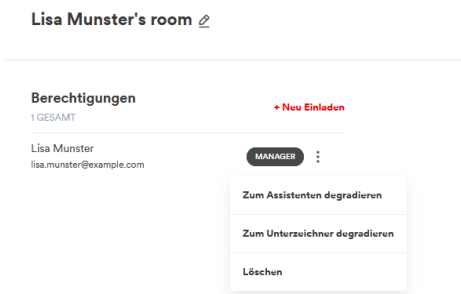 Lisa Munster's room
Berechtigungen
1 GESAMT
+ Neu Einladen
Lisa Munster
lisa.munster@example.com
MANAGER
Zum Assistenten degradieren
Zum Unterzeichner degradieren
Löschen